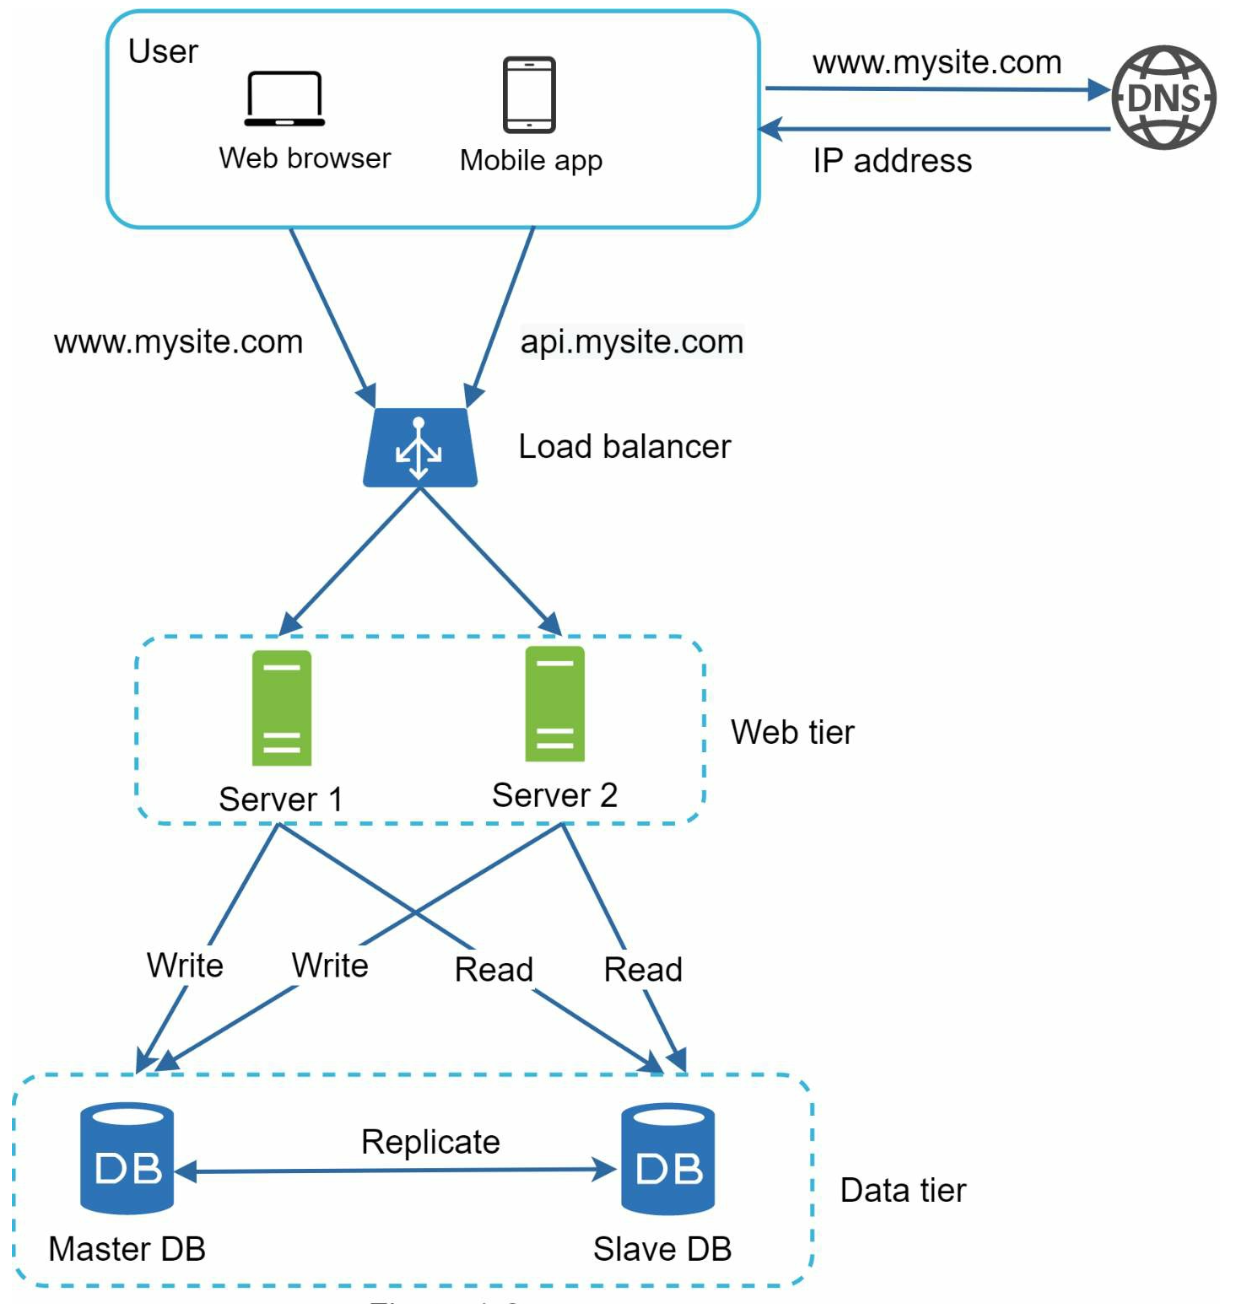 User
www.mysite.com
DNS
Web browser
Mobile app
IP address
www.mysite.com
api.mysite.com
Load balancer
Web tier
Server 1
Server 2
Write
Write
Read
Read
Replicate
DB
DB
Data tier
Master DB
Slave DB